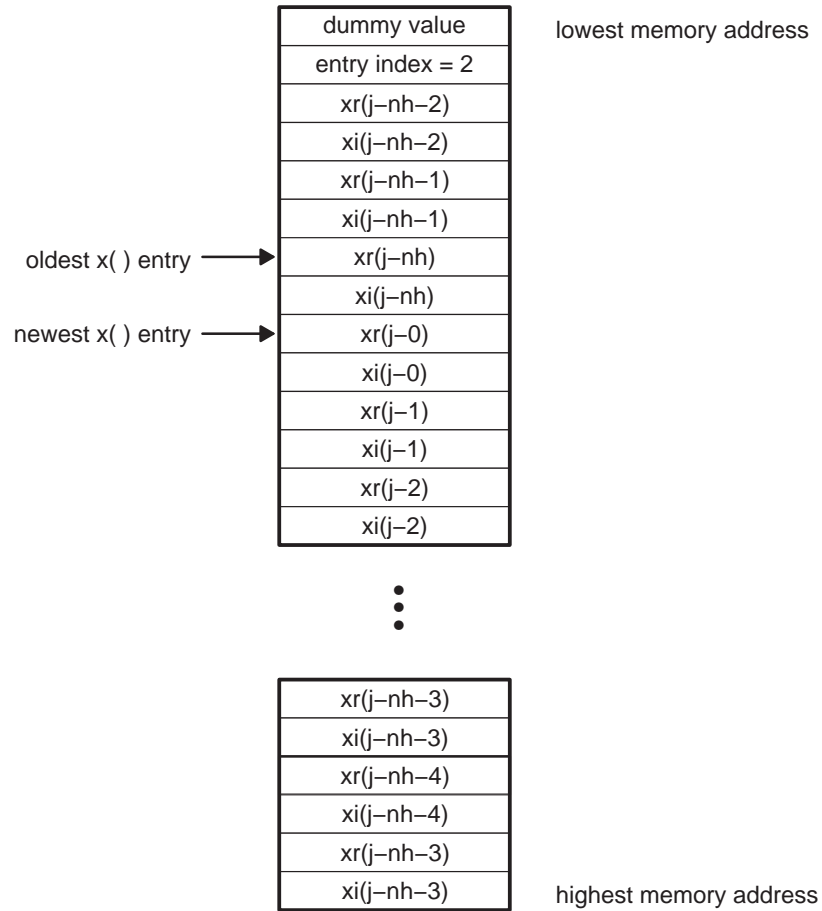 dummy value
lowest memory address
entry index = 2
xr(j−nh−2)
xi(j−nh−2)
xr(j−nh−1)
xi(j−nh−1)
oldest x( ) entry
xr(j−nh)
xi(j−nh)
newest x( ) entry
xr(j−0)
xi(j−0)
xr(j−1)
xi(j−1)
xr(j−2)
xi(j−2)
xr(j−nh−3)
xi(j−nh−3)
xr(j−nh−4)
xi(j−nh−4)
xr(j−nh−3)
xi(j−nh−3)
highest memory address